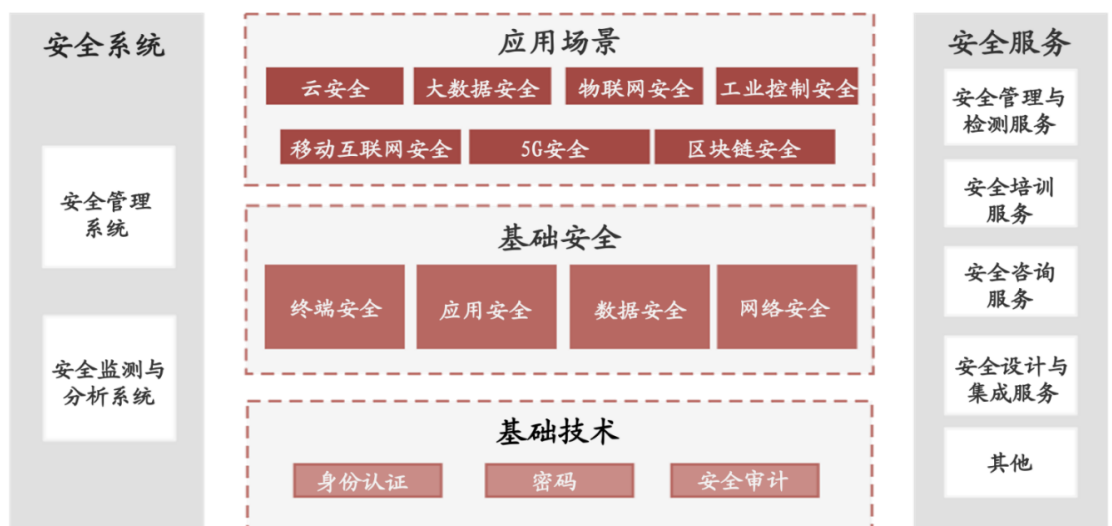 安全系统
安全管理
系统
安全监测与
分析系统
应用场景
云安全
大数据安全
物联网安全
工业控制安全
移动互联网安全
5G安全
区块链安全
基础安全
终端安全
应用安全
数据安全
网络安全
基础技术
身份认证
密码
安全审计
安全服务
安全管理与
检测服务
安全培训
服务
安全咨询
服务
安全设计与
集成服务
其他